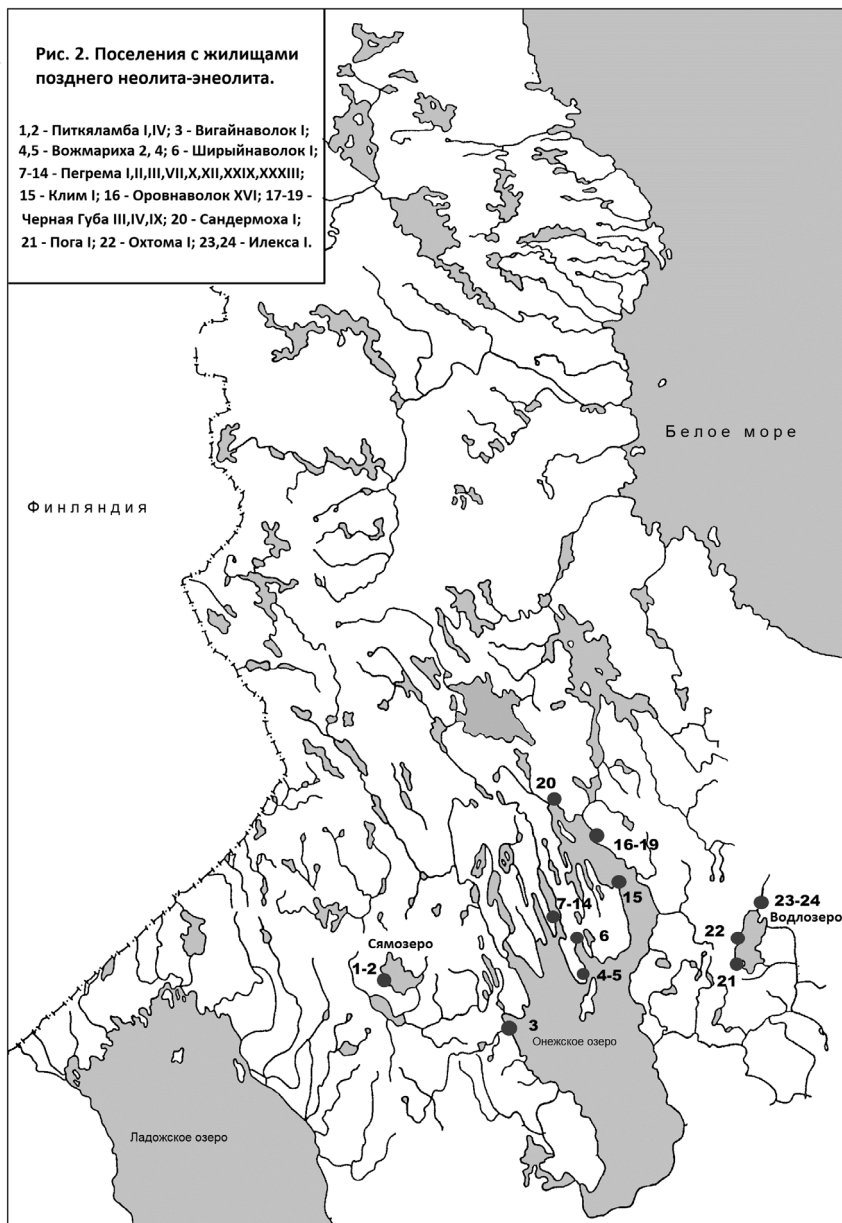 Рис. 2. Поселения с жилищами
позднего неолита-энеолита.
1,2 - Питкяламба I,IV; 3 - Вигайнаволок I;
4,5 - Вожмариха 2, 4; 6 - Ширыйнаволок I;
7-14 - Пегрема I,II,III,VII,X,XII,XXIX,XXXIII;
15 - Клим I; 16 - Оровнаволок XVI; 17-19 -
Черная Губа III,IV,IX; 20 - Сандермоха I;
21 - Пога I; 22 - Охтома I; 23,24 - Илекса I.
Белое море
Финляндия
20
16-19
15
7-14
23-24
Водлозеро
22
6
Сямозеро
21
1-2
4-5
3
Онежское озеро
Ладожское озеро